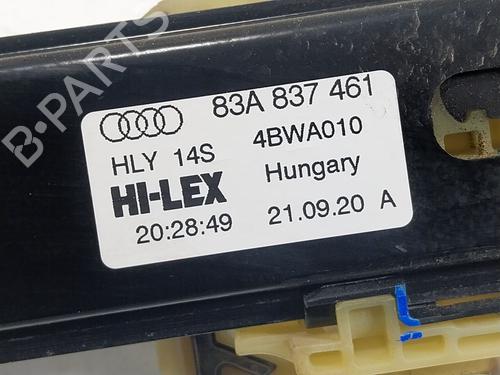 B-PARTS
83A 837 461
HLY 14S 4BWA010
HI-LEX Hungary
20:28:49 21.09.20 A